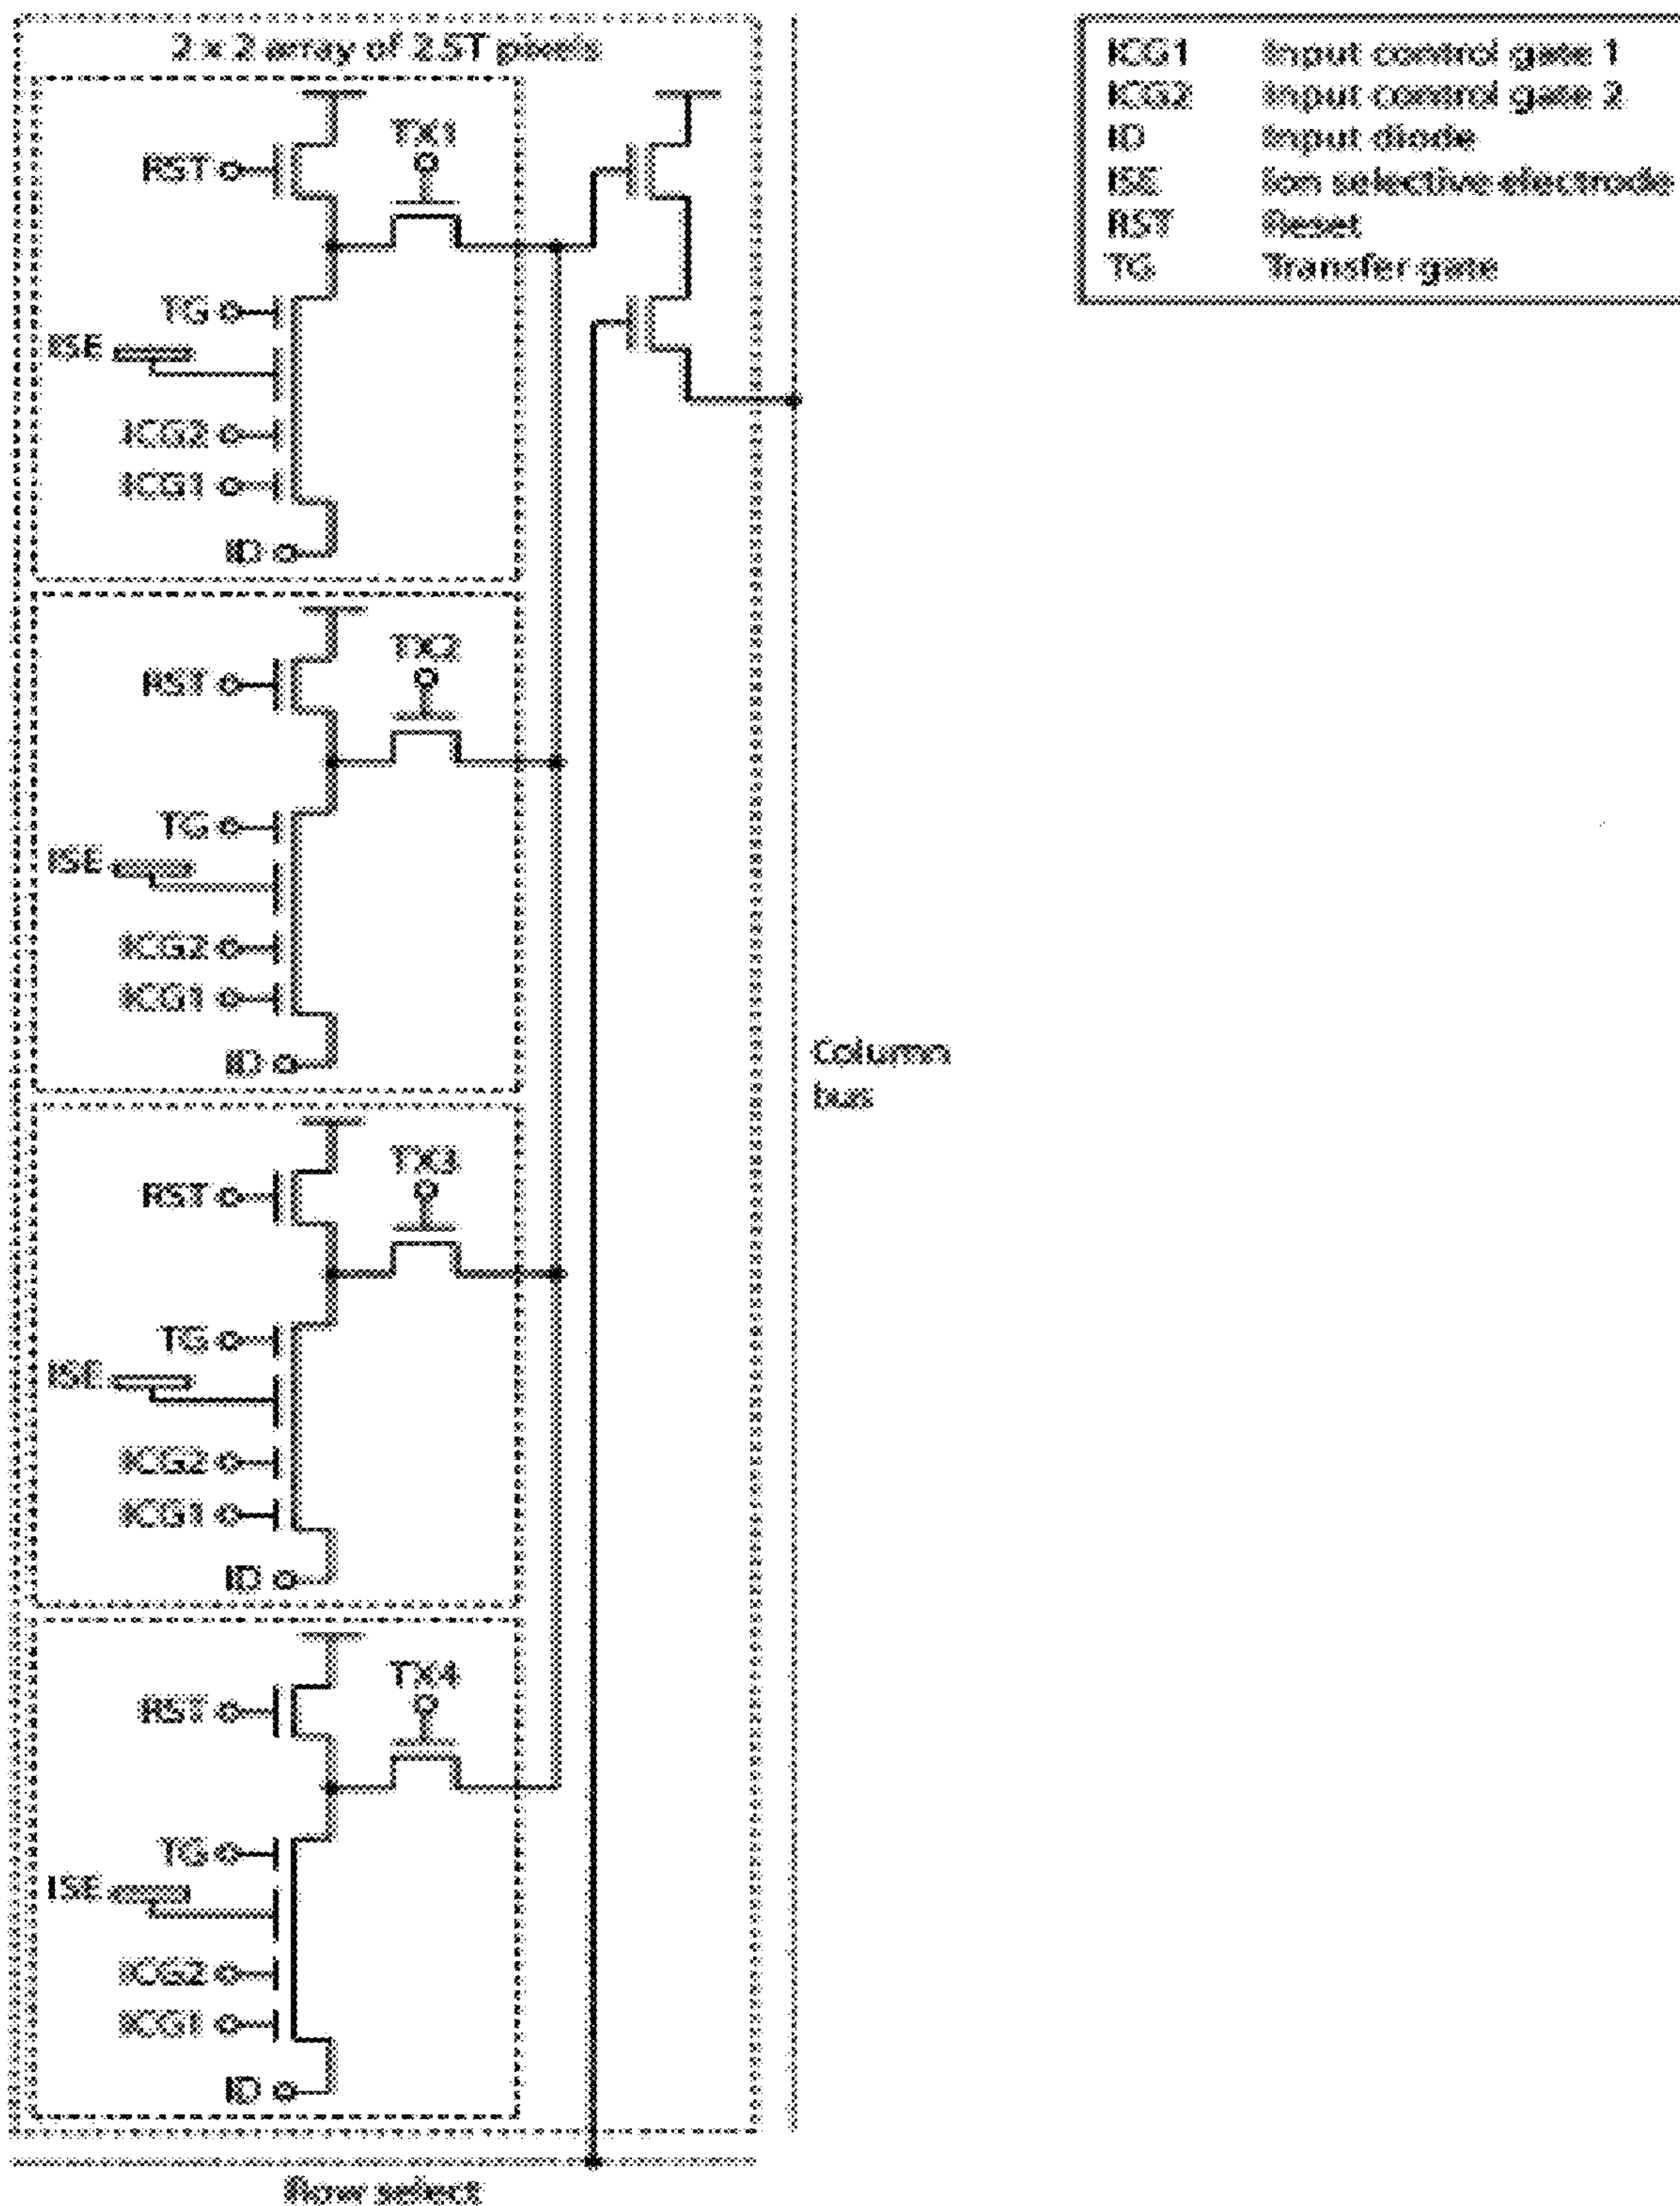 2 x 2 array of 2.5T pixels
RST
TX1
TG
ISE
ICG2
ICG1
ID
RST
TX2
TG
ISE
ICG2
ICG1
ID
RST
TX3
TG
ISE
ICG2
ICG1
ID
RST
TX4
TG
ISE
ICG2
ICG1
ID
Row select
Column
bus
ICG1 Input control gate 1
ICG2 Input control gate 2
ID Input diode
ISE Ion selective electrode
RST Reset
TG Transfer gate